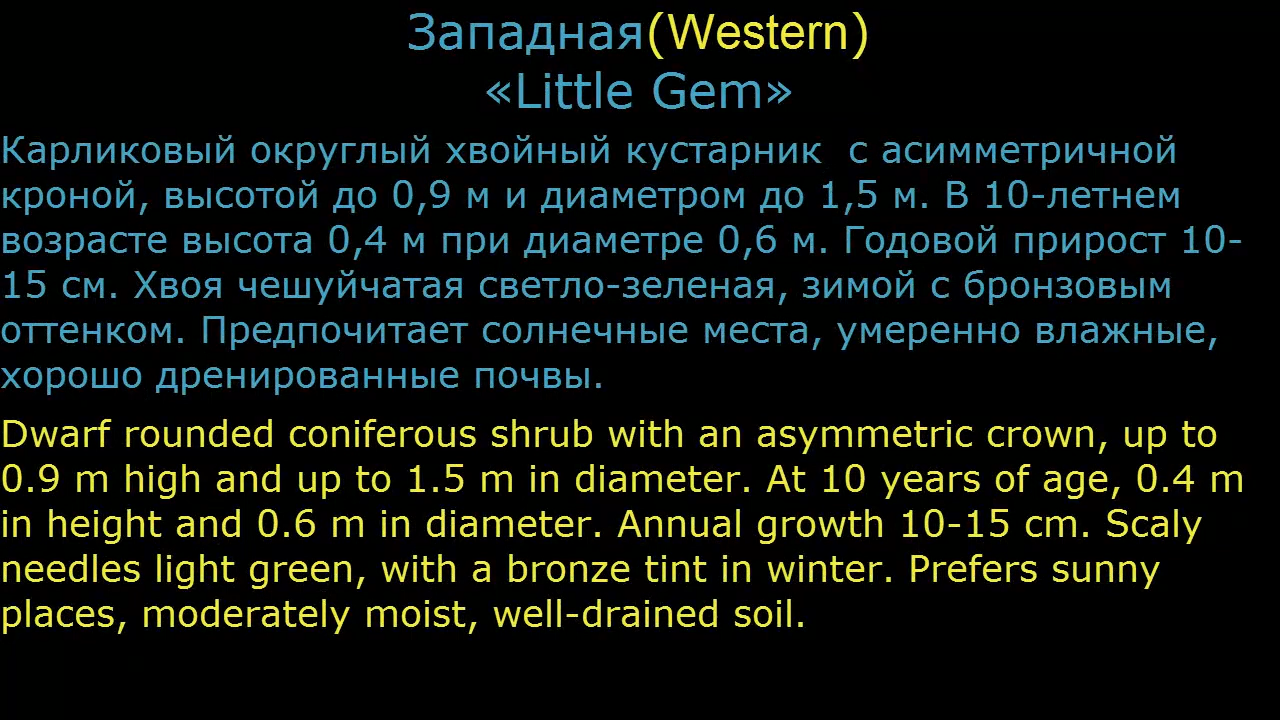 Западная(Western)
«Little Gem»
Карликовый округлый хвойный кустарник  с асимметричной
кроной, высотой до 0,9 м и диаметром до 1,5 м. В 10-летнем
возрасте высота 0,4 м при диаметре 0,6 м. Годовой прирост 10-
15 см. Хвоя чешуйчатая светло-зеленая, зимой с бронзовым
оттенком. Предпочитает солнечные места, умеренно влажные,
хорошо дренированные почвы.
Dwarf rounded coniferous shrub with an asymmetric crown, up to
0.9 m high and up to 1.5 m in diameter. At 10 years of age, 0.4 m
in height and 0.6 m in diameter. Annual growth 10-15 cm. Scaly
needles light green, with a bronze tint in winter. Prefers sunny
places, moderately moist, well-drained soil.